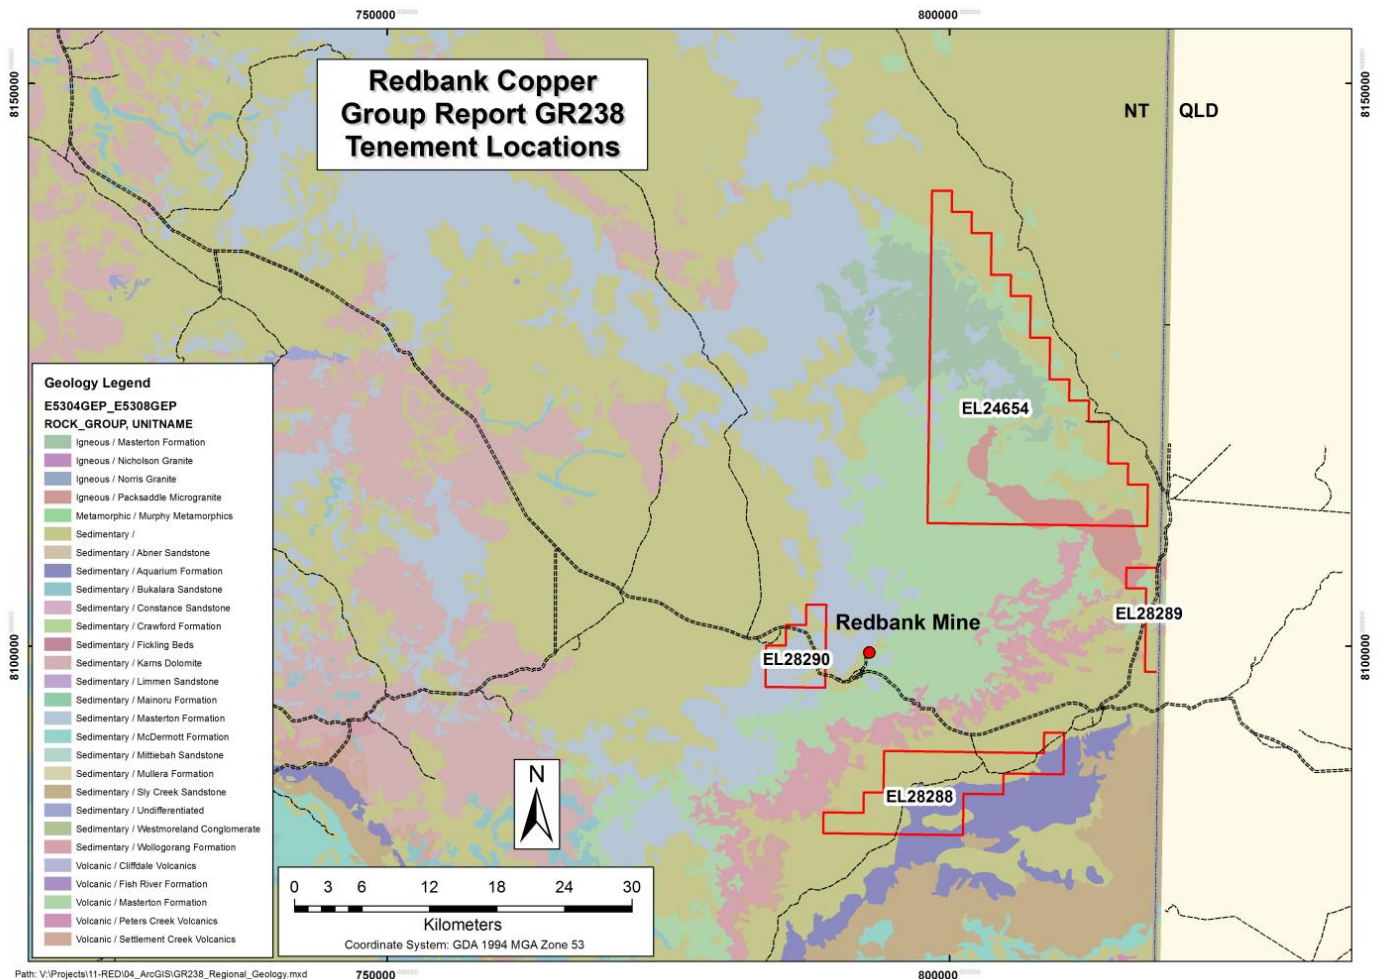 750000
800000
Redbank Copper
Group Report GR238
Tenement Locations
NT
QLD
8150000
8150000
EL24654
Geology Legend
E5304GEP_E5308GEP
ROCK_GROUP, UNITNAME
Igneous / Masterton Formation
Igneous / Nicholson Granite
Igneous / Norris Granite
Igneous / Packsaddle Microgranite
Metamorphic / Murphy Metamorphics
Sedimentary /
Sedimentary / Abner Sandstone
Sedimentary / Aquarium Formation
Sedimentary / Bukalara Sandstone
Sedimentary / Constance Sandstone
Sedimentary / Crawford Formation
Sedimentary / Fickling Beds
Sedimentary / Karns Dolomite
Sedimentary / Limmen Sandstone
Sedimentary / Mainoru Formation
Sedimentary / Masterton Formation
Sedimentary / McDermott Formation
Sedimentary / Mittiebah Sandstone
Sedimentary / Mullera Formation
Sedimentary / Sly Creek Sandstone
Sedimentary / Undifferentiated
Sedimentary / Westmoreland Conglomerate
Sedimentary / Wollogorang Formation
Volcanic / Cliffdale Volcanics
Volcanic / Fish River Formation
Volcanic / Masterton Formation
Volcanic / Peters Creek Volcanics
Volcanic / Settlement Creek Volcanics
EL28289
Redbank Mine
8100000
8100000
EL28290
EL28288
N
0 3 6 12 18 24 30
Kilometers
Coordinate System: GDA 1994 MGA Zone 53
750000
800000
Path: V:\Projects\11-RED\04_ArcGIS\GR238_Regional_Geology.mxd